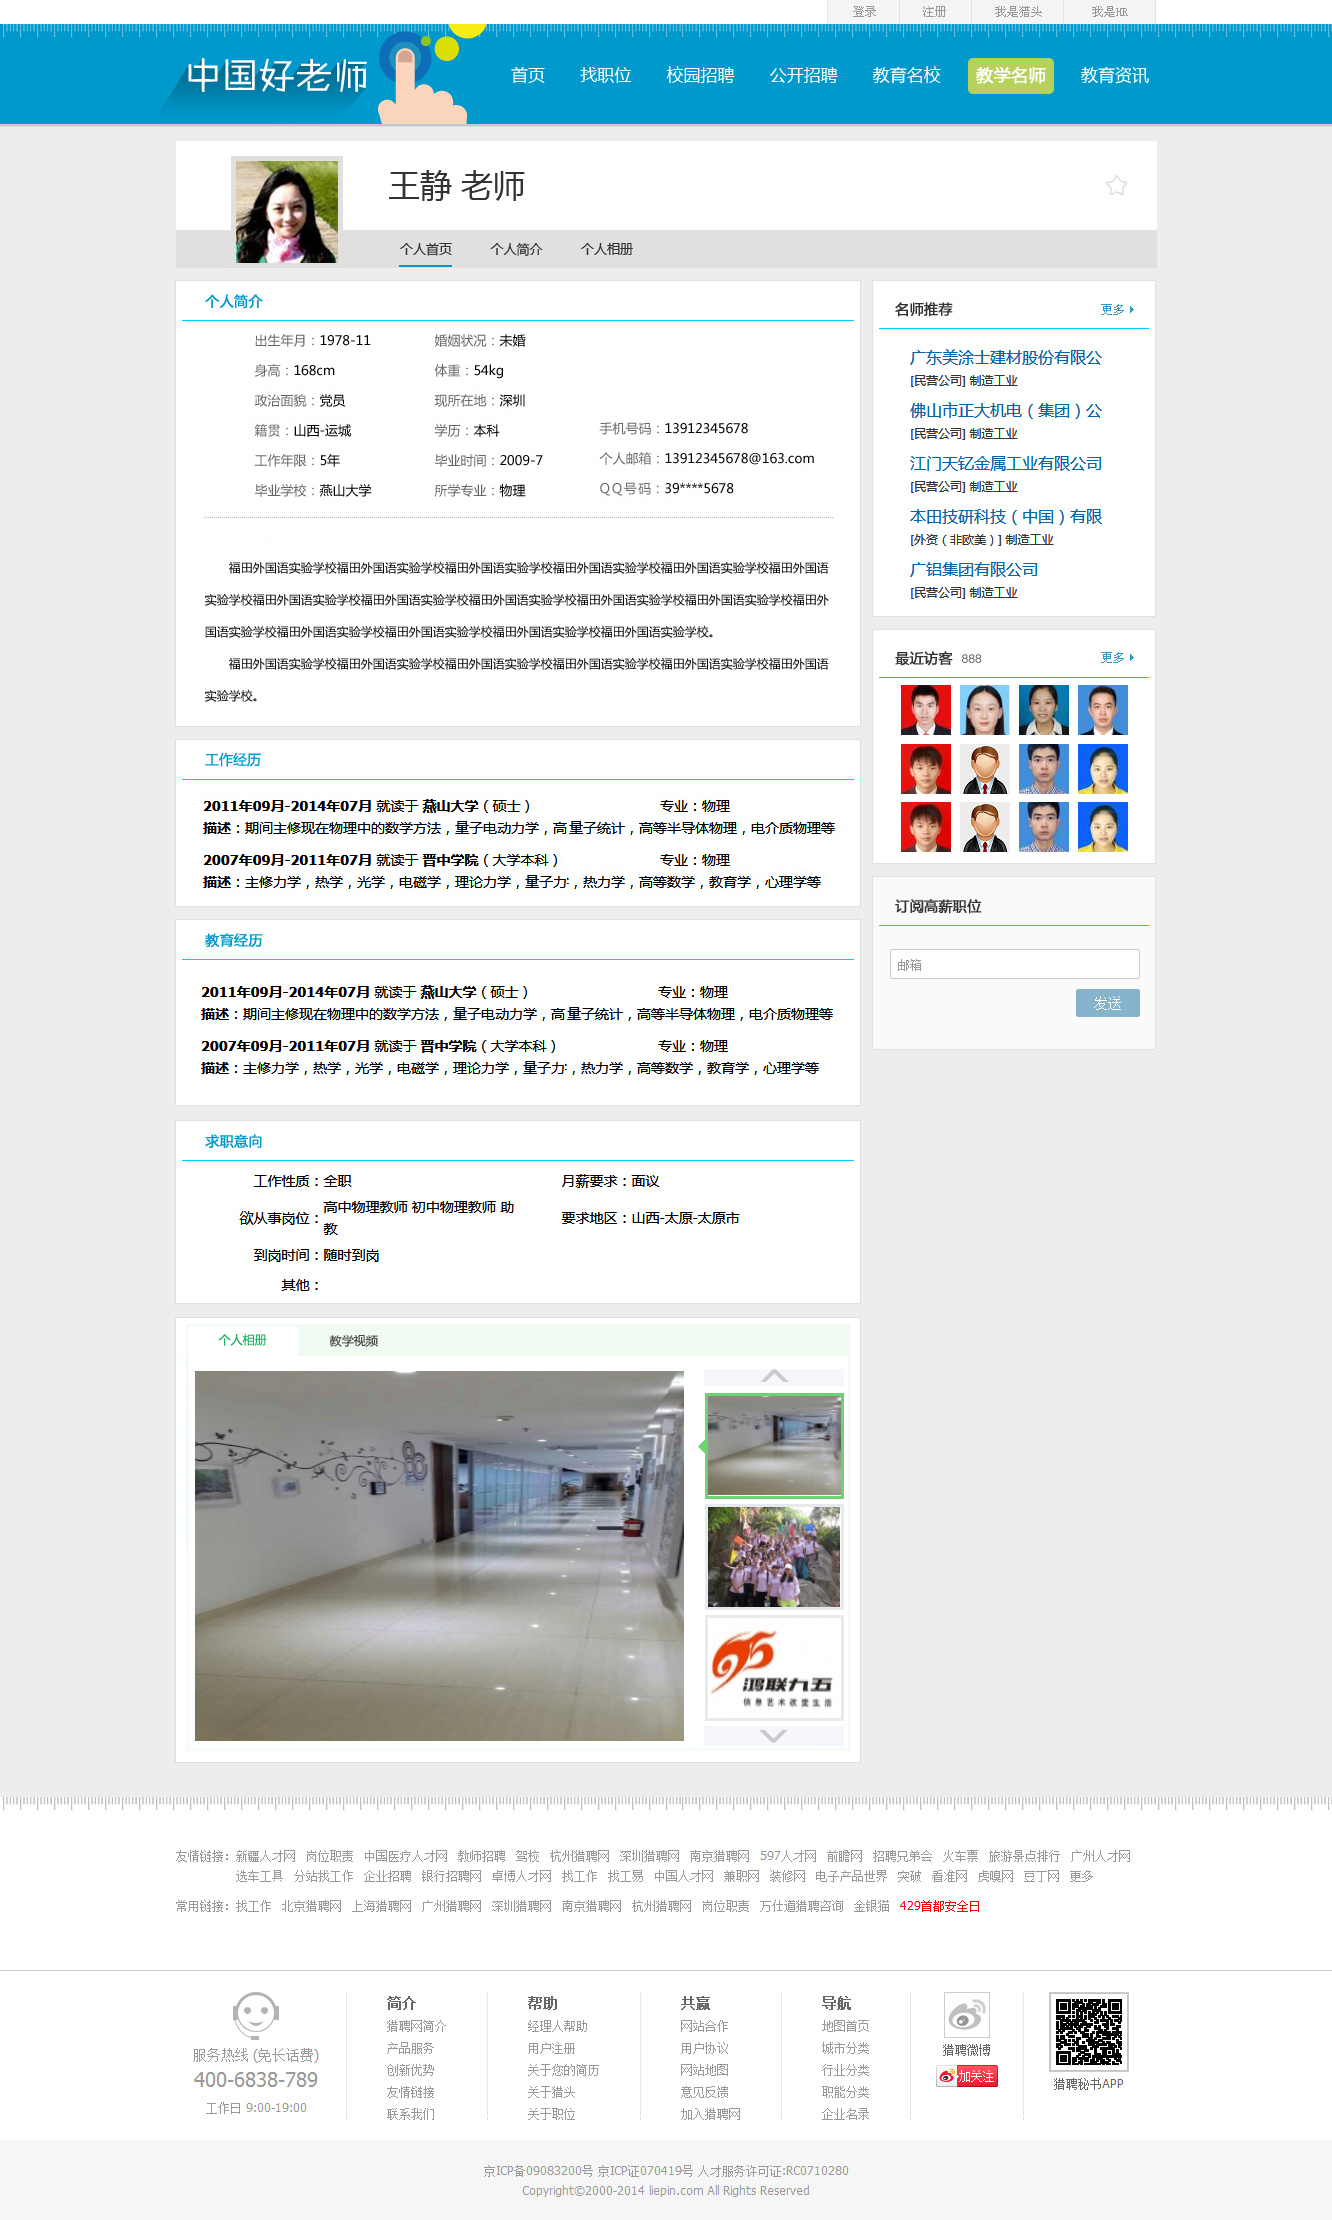 登录 注册 我是猎头 我是HR
中国好老师
首页 找职位 校园招聘 公开招聘 教育名校 教学名师 教育资讯
王静 老师
个人首页 个人简介 个人相册
个人简介
出生年月：1978-11 婚姻状况：未婚
身高：168cm 体重：54kg
政治面貌：党员 现所在地：深圳
籍贯：山西-运城 学历：本科 手机号码：13912345678
工作年限：5年 毕业时间：2009-7 个人邮箱：13912345678@163.com
毕业学校：燕山大学 所学专业：物理 QQ号码：39****5678
福田外国语实验学校福田外国语实验学校福田外国语实验学校福田外国语实验学校福田外国语实验学校福田外国语
实验学校福田外国语实验学校福田外国语实验学校福田外国语实验学校福田外国语实验学校福田外国语实验学校福田外
国语实验学校福田外国语实验学校福田外国语实验学校福田外国语实验学校福田外国语实验学校。
福田外国语实验学校福田外国语实验学校福田外国语实验学校福田外国语实验学校福田外国语实验学校福田外国语
实验学校。
工作经历
2011年09月-2014年07月 就读于 燕山大学（硕士） 专业：物理
描述：期间主修现在物理中的数学方法，量子电动力学，高量子统计，高等半导体物理，电介质物理等
2007年09月-2011年07月 就读于 晋中学院（大学本科） 专业：物理
描述：主修力学，热学，光学，电磁学，理论力学，量子力，热力学，高等数学，教育学，心理学等
教育经历
2011年09月-2014年07月 就读于 燕山大学（硕士） 专业：物理
描述：期间主修现在物理中的数学方法，量子电动力学，高量子统计，高等半导体物理，电介质物理等
2007年09月-2011年07月 就读于 晋中学院（大学本科） 专业：物理
描述：主修力学，热学，光学，电磁学，理论力学，量子力，热力学，高等数学，教育学，心理学等
求职意向
工作性质：全职 月薪要求：面议
欲从事岗位：高中物理教师 初中物理教师 助
教
要求地区：山西-太原-太原市
到岗时间：随时到岗
其他：
个人相册 教学视频
鸿联九五
信息艺术改变生活
名师推荐 更多
广东美涂士建材股份有限公
[民营公司] 制造工业
佛山市正大机电（集团）公
[民营公司] 制造工业
江门天钇金属工业有限公司
[民营公司] 制造工业
本田技研科技（中国）有限
[外资（非欧美）] 制造工业
广铝集团有限公司
[民营公司] 制造工业
最近访客 888 更多
订阅高薪职位
邮箱
发送
友情链接：新疆人才网 岗位职责 中国医疗人才网 教师招聘 驾校 杭州猎聘网 深圳猎聘网 南京猎聘网 597人才网 前瞻网 招聘兄弟会 火车票 旅游景点排行 广州人才网
选车工具 分站找工作 企业招聘 银行招聘网 卓博人才网 找工作 找工易 中国人才网 兼职网 装修网 电子产品世界 突破 看准网 虎嗅网 豆丁网 更多
常用链接：找工作 北京猎聘网 上海猎聘网 广州猎聘网 深圳猎聘网 南京猎聘网 杭州猎聘网 岗位职责 万仕道猎聘咨询 金银猫 429首都安全日
服务热线 (免长话费)
400-6838-789
工作日 9:00-19:00
简介
猎聘网简介
产品服务
创新优势
友情链接
联系我们
帮助
经理人帮助
用户注册
关于您的简历
关于猎头
关于职位
共赢
网站合作
用户协议
网站地图
意见反馈
加入猎聘网
导航
地图首页
城市分类
行业分类
职能分类
企业名录
猎聘微博
加关注
猎聘秘书APP
京ICP备09083200号 京ICP证070419号 人才服务许可证:RC0710280
Copyright©2000-2014 liepin.com All Rights Reserved